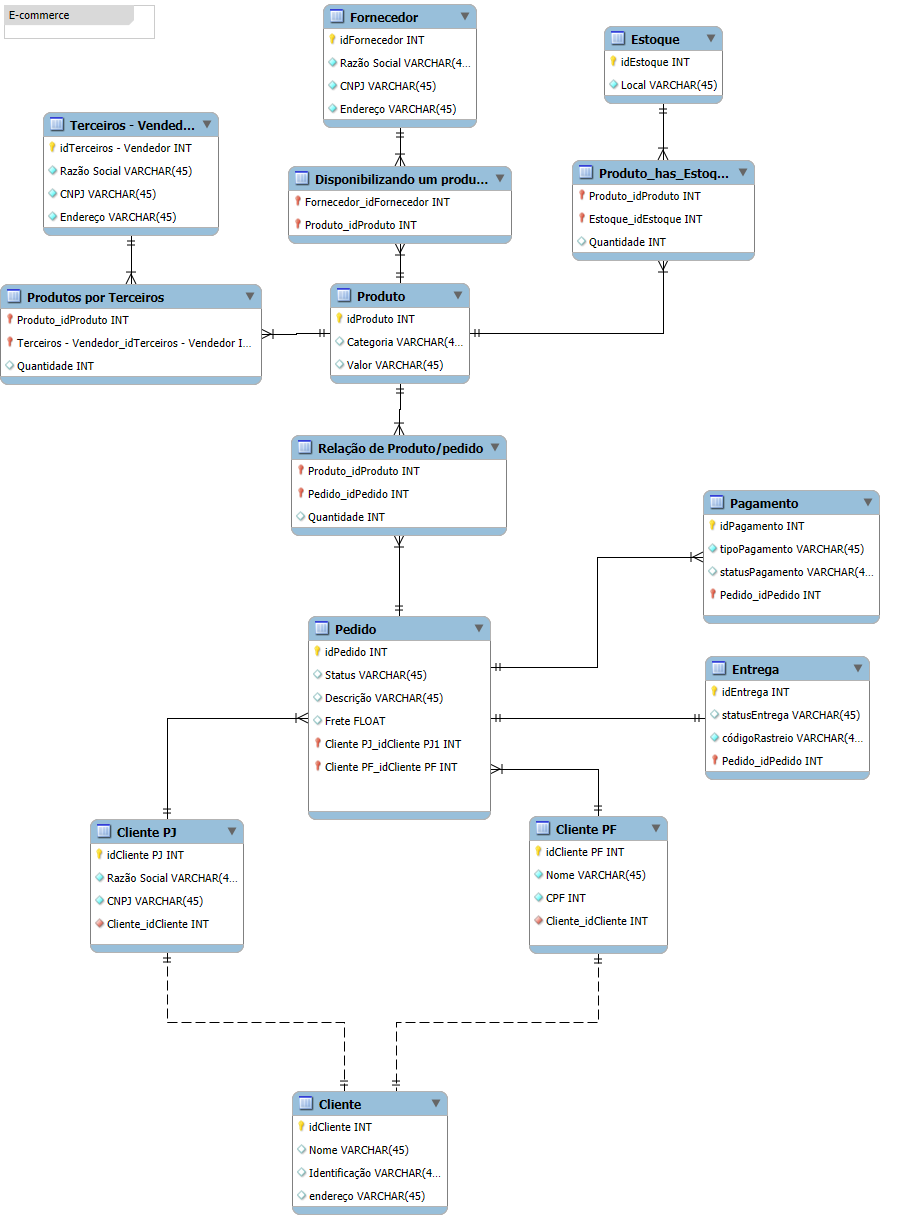 E-commerce
Fornecedor
idFornecedor INT
Razão Social VARCHAR(4...
CNPJ VARCHAR(45)
Endereço VARCHAR(45)
Estoque
idEstoque INT
Local VARCHAR(45)
Terceiros - Vended...
idTerceiros - Vendedor INT
Razão Social VARCHAR(45)
CNPJ VARCHAR(45)
Endereço VARCHAR(45)
Disponibilizando um produ...
Fornecedor_idFornecedor INT
Produto_idProduto INT
Produto_has_Estoq...
Produto_idProduto INT
Estoque_idEstoque INT
Quantidade INT
Produtos por Terceiros
Produto_idProduto INT
Terceiros - Vendedor_idTerceiros - Vendedor I...
Quantidade INT
Produto
idProduto INT
Categoria VARCHAR(4...
Valor VARCHAR(45)
Relação de Produto/pedido
Produto_idProduto INT
Pedido_idPedido INT
Quantidade INT
Pagamento
idPagamento INT
tipoPagamento VARCHAR(45)
statusPagamento VARCHAR(4...
Pedido_idPedido INT
Pedido
idPedido INT
Status VARCHAR(45)
Descrição VARCHAR(45)
Frete FLOAT
Cliente PJ_idCliente PJ1 INT
Cliente PF_idCliente PF INT
Entrega
idEntrega INT
statusEntrega VARCHAR(45)
códigoRastreio VARCHAR(4...
Pedido_idPedido INT
Cliente PJ
idCliente PJ INT
Razão Social VARCHAR(4...
CNPJ VARCHAR(45)
Cliente_idCliente INT
Cliente PF
idCliente PF INT
Nome VARCHAR(45)
CPF INT
Cliente_idCliente INT
Cliente
idCliente INT
Nome VARCHAR(45)
Identificação VARCHAR(4...
endereço VARCHAR(45)